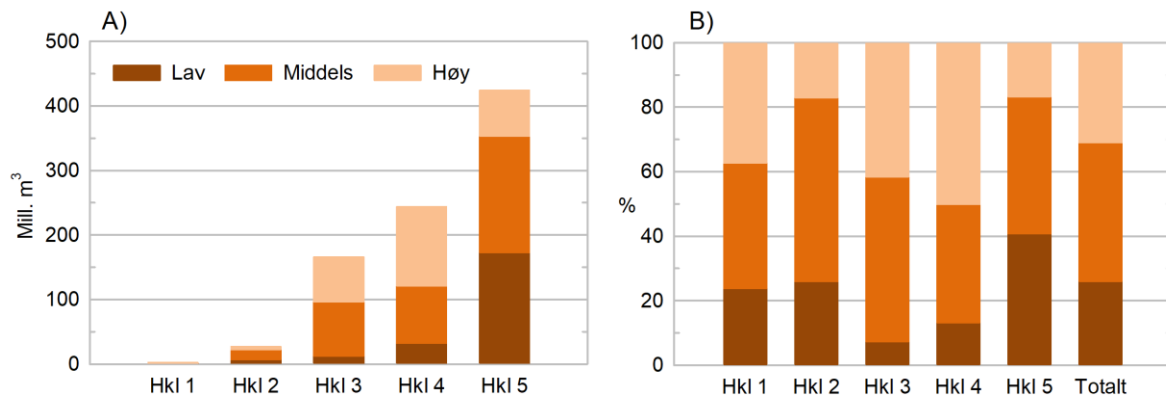 A)
500
400
300
200
100
0
Mill. m³
Lav Middels Høy
Hkl 1 Hkl 2 Hkl 3 Hkl 4 Hkl 5
B)
100
80
60
40
20
0
%
Hkl 1 Hkl 2 Hkl 3 Hkl 4 Hkl 5 Totalt